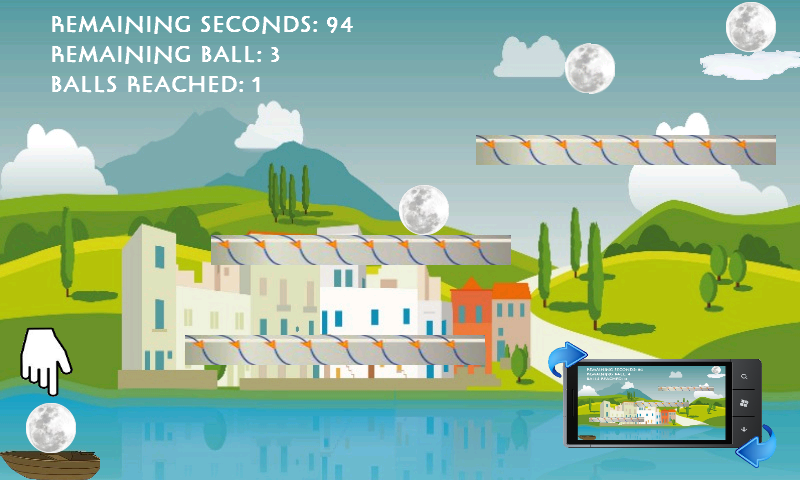 REMAINING SECONDS: 94
REMAINING BALL: 3
BALLS REACHED: 1